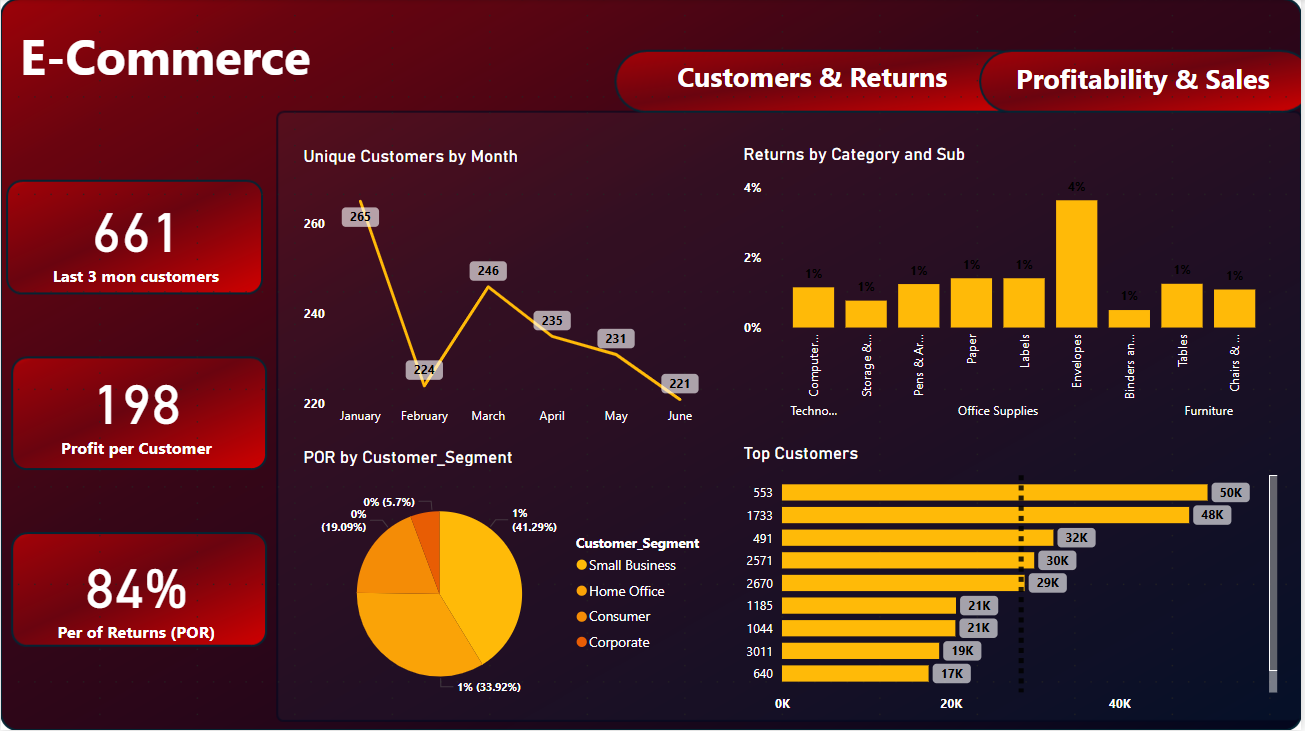 E-Commerce
Customers & Returns
Profitability & Sales
661
Last 3 mon customers
198
Profit per Customer
84%
Per of Returns (POR)
Unique Customers by Month
260
240
220
265
224
246
235
231
221
January
February
March
April
May
June
Returns by Category and Sub
4%
2%
0%
1%
1%
1%
1%
1%
4%
1%
1%
1%
Computer...
Storage &...
Pens & Ar...
Paper
Labels
Envelopes
Binders an...
Tables
Chairs & ...
Techno...
Office Supplies
Furniture
POR by Customer_Segment
0% (5.7%)
0%
(19.09%)
1%
(41.29%)
1% (33.92%)
Customer_Segment
Small Business
Home Office
Consumer
Corporate
Top Customers
553
50K
1733
48K
491
32K
2571
30K
2670
29K
1185
21K
1044
21K
3011
19K
640
17K
0K
20K
40K